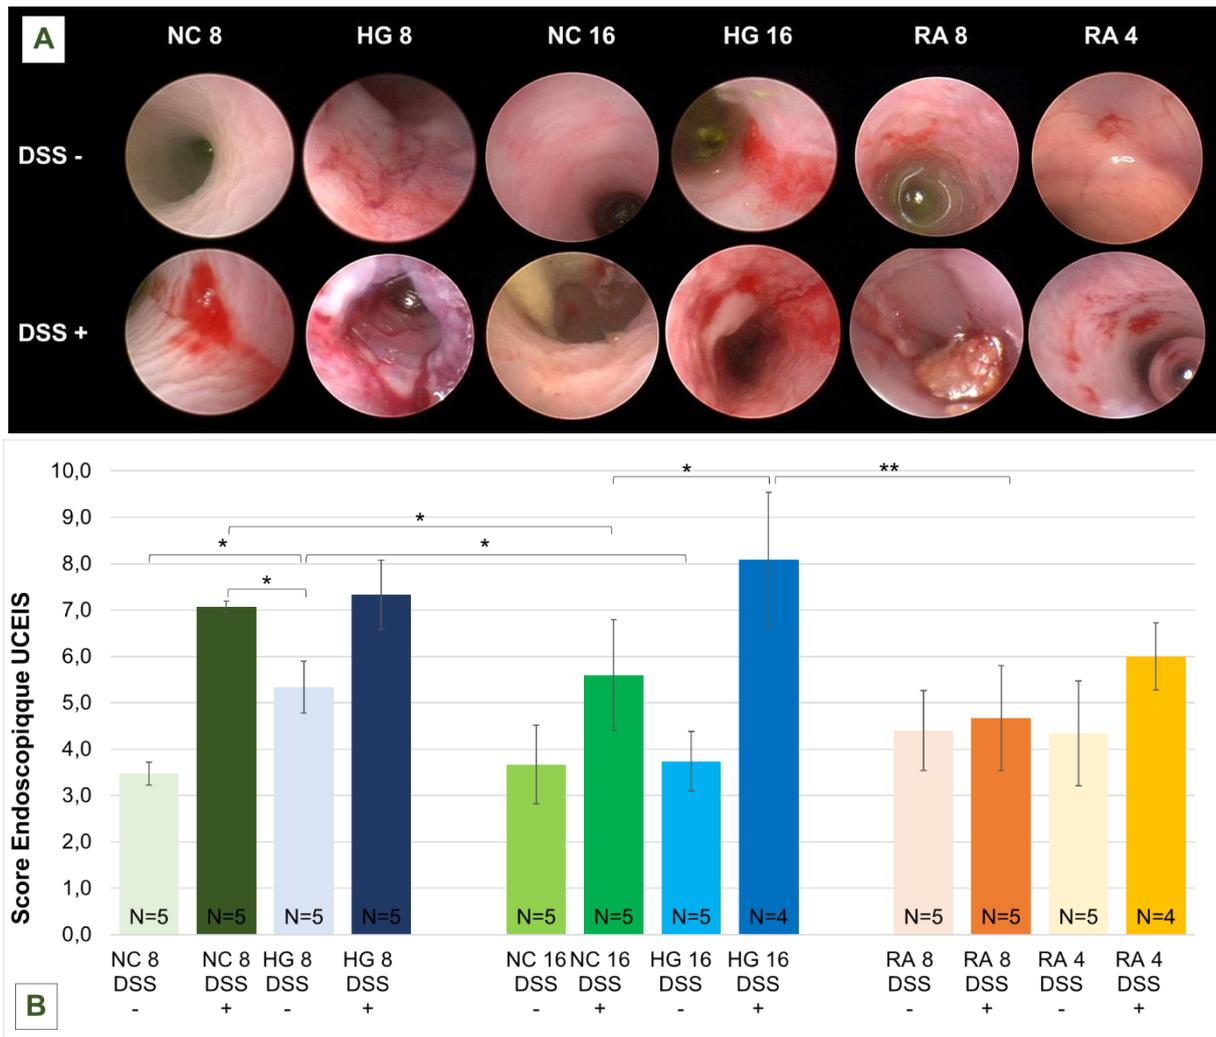 A
NC 8 HG 8 NC 16 HG 16 RA 8 RA 4
DSS -
DSS +
10,0
9,0
8,0
7,0
6,0
5,0
4,0
3,0
2,0
1,0
0,0
Score Endoscopiqque UCEIS
* **
*
* *
*
N=5 N=5 N=5 N=5 N=5 N=5 N=5 N=4 N=5 N=5 N=5 N=4
NC 8 NC 8 HG 8 HG 8 NC 16 NC 16 HG 16 HG 16 RA 8 RA 8 RA 4 RA 4
DSS DSS DSS DSS DSS DSS DSS DSS DSS DSS DSS DSS
- + - + - + - + - + - +
B